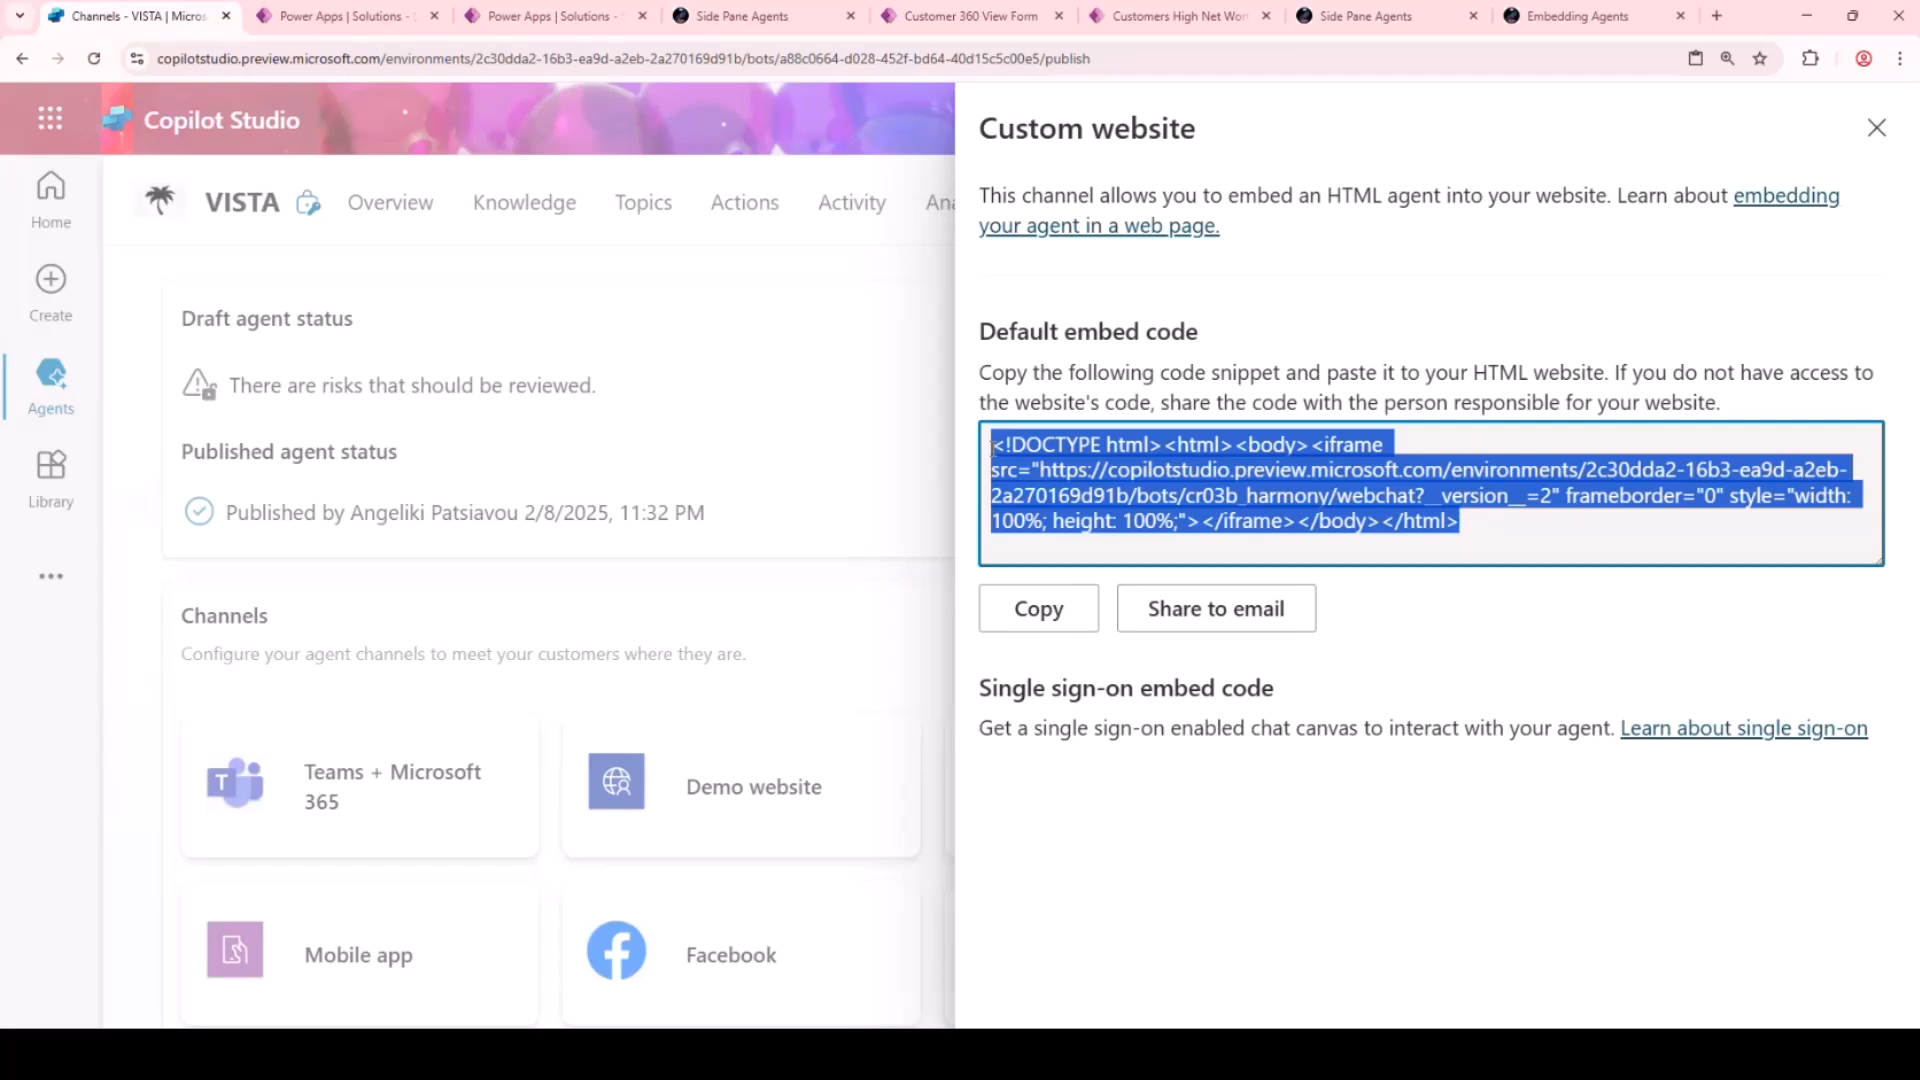 Channels - VISTA | Micros
Power Apps | Solutions -
Power Apps | Solutions -
Side Pane Agents
Customer 360 View Form
Customers High Net Wor
Side Pane Agents
Embedding Agents
copilotstudio.preview.microsoft.com/environments/2c30dda2-16b3-ea9d-a2eb-2a270169d91b/bots/a88c0664-d028-452f-bd64-40d15c5c00e5/publish
Copilot Studio
Home
Create
Agents
Library
VISTA
Overview
Knowledge
Topics
Actions
Activity
Ana
Draft agent status
There are risks that should be reviewed.
Published agent status
Published by Angeliki Patsiavou 2/8/2025, 11:32 PM
Channels
Configure your agent channels to meet your customers where they are.
Teams + Microsoft
365
Demo website
Mobile app
Facebook
Custom website
This channel allows you to embed an HTML agent into your website. Learn about embedding
your agent in a web page.
Default embed code
Copy the following code snippet and paste it to your HTML website. If you do not have access to
the website's code, share the code with the person responsible for your website.
<!DOCTYPE html><html><body><iframe
src="https://copilotstudio.preview.microsoft.com/environments/2c30dda2-16b3-ea9d-a2eb-
2a270169d91b/bots/cr03b_harmony/webchat?__version__=2" frameborder="0" style="width:
100%; height: 100%;"></iframe></body></html>
Copy
Share to email
Single sign-on embed code
Get a single sign-on enabled chat canvas to interact with your agent. Learn about single sign-on